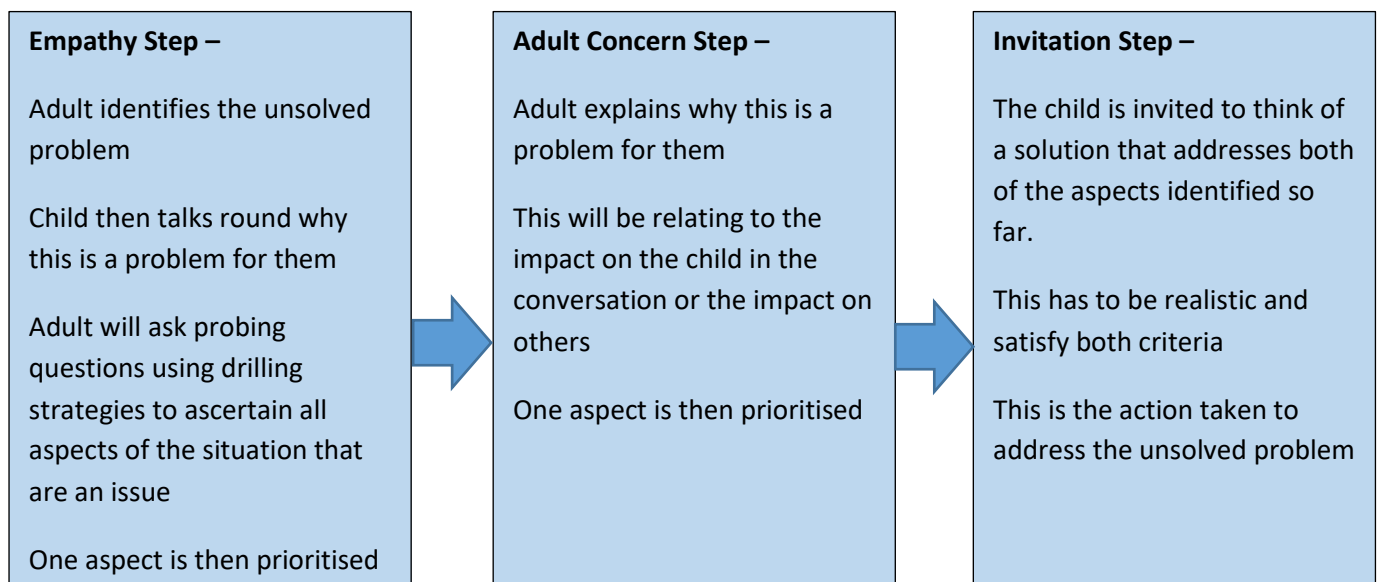 Empathy Step –
Adult identifies the unsolved
problem
Child then talks round why
this is a problem for them
Adult will ask probing
questions using drilling
strategies to ascertain all
aspects of the situation that
are an issue
One aspect is then prioritised
Adult Concern Step –
Adult explains why this is a
problem for them
This will be relating to the
impact on the child in the
conversation or the impact on
others
One aspect is then prioritised
Invitation Step –
The child is invited to think of
a solution that addresses both
of the aspects identified so
far.
This has to be realistic and
satisfy both criteria
This is the action taken to
address the unsolved problem